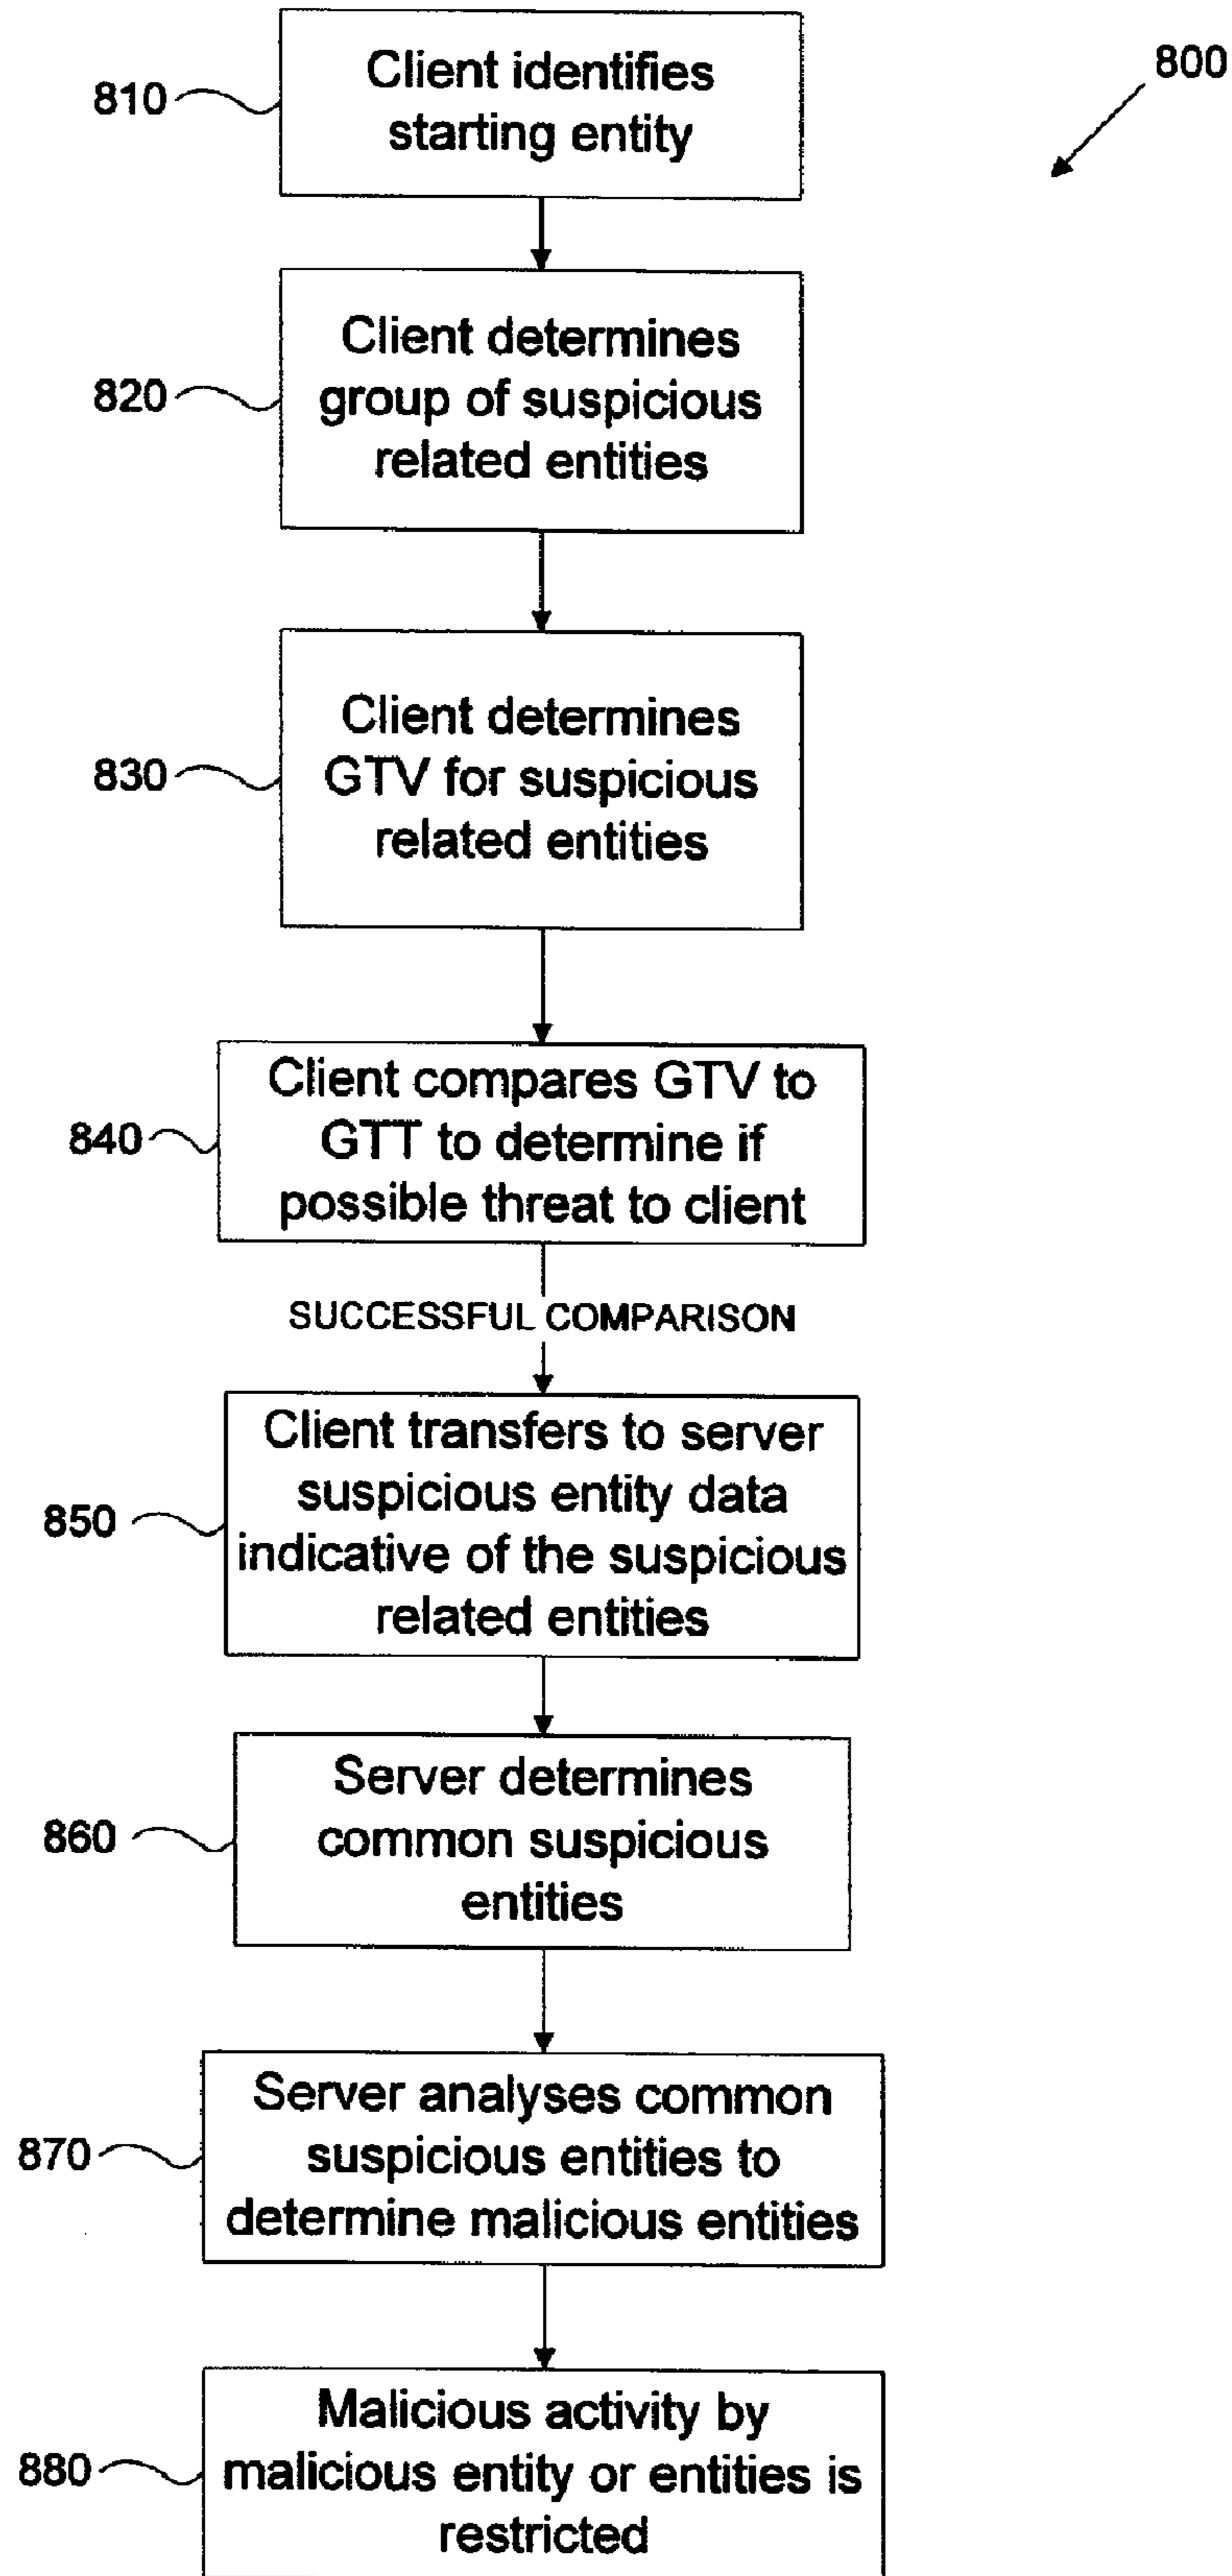 800
810
Client identifies
starting entity
820
Client determines
group of suspicious
related entities
830
Client determines
GTV for suspicious
related entities
840
Client compares GTV to
GTT to determine if
possible threat to client
SUCCESSFUL COMPARISON
850
Client transfers to server
suspicious entity data
indicative of the suspicious
related entities
860
Server determines
common suspicious
entities
870
Server analyses common
suspicious entities to
determine malicious entities
880
Malicious activity by
malicious entity or entities is
restricted